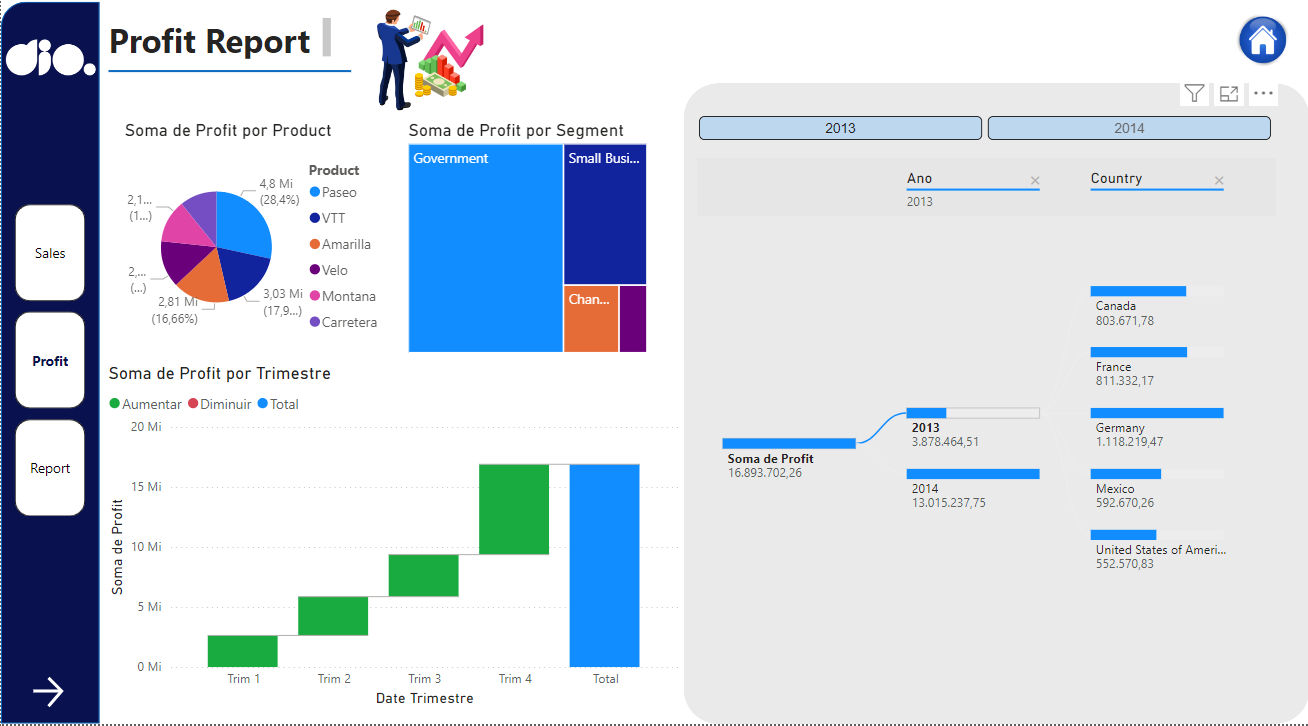 dio.
Profit Report
Sales
Profit
Report
Soma de Profit por Product
4,8 Mi
(28,4%)
3,03 Mi
(17,9...)
2,81 Mi
(16,66%)
2,...
(...)
2,1...
(1...)
Product
Paseo
VTT
Amarilla
Velo
Montana
Carretera
Soma de Profit por Segment
Government
Small Busi...
Chan...
Soma de Profit por Trimestre
Aumentar
Diminuir
Total
20 Mi
15 Mi
10 Mi
5 Mi
0 Mi
Soma de Profit
Trim 1
Trim 2
Trim 3
Trim 4
Total
Date Trimestre
2013
2014
Ano
2013
Country
Soma de Profit
16.893.702,26
2013
3.878.464,51
2014
13.015.237,75
Canada
803.671,78
France
811.332,17
Germany
1.118.219,47
Mexico
592.670,26
United States of Ameri...
552.570,83